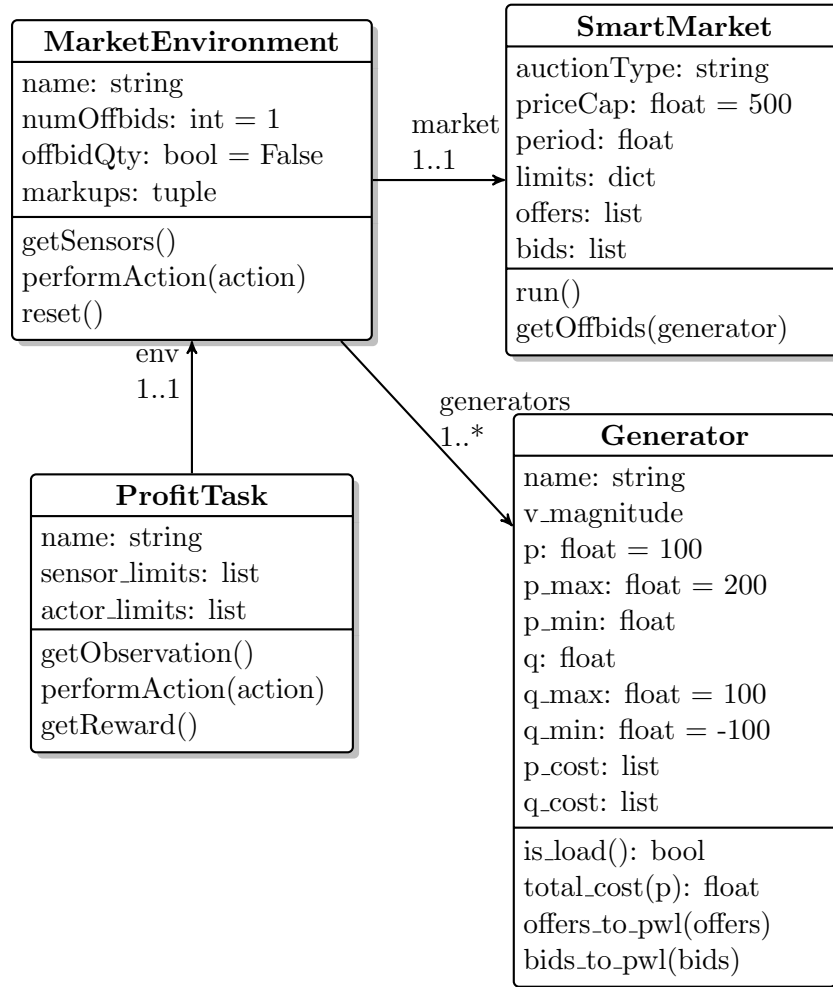 MarketEnvironment
name: string
numOffbids: int = 1
offbidQty: bool = False
markups: tuple
getSensors()
performAction(action)
reset()
market
1..1
SmartMarket
auctionType: string
priceCap: float = 500
period: float
limits: dict
offers: list
bids: list
run()
getOffbids(generator)
env
1..1
generators
1..*
ProfitTask
name: string
sensor_limits: list
actor_limits: list
getObservation()
performAction(action)
getReward()
Generator
name: string
v_magnitude
p: float = 100
p_max: float = 200
p_min: float
q: float
q_max: float = 100
q_min: float = -100
p_cost: list
q_cost: list
is_load(): bool
total_cost(p): float
offers_to_pwl(offers)
bids_to_pwl(bids)